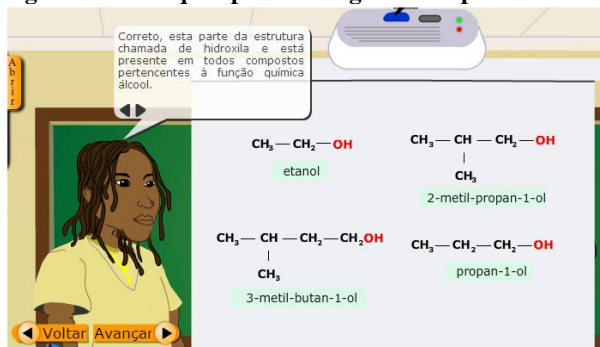 Correto, esta parte da estrutura
chamada de hidroxila e está
presente em todos compostos
pertencentes à função química
álcool.
Abrir
CH₃ — CH₂ — OH
etanol
CH₃ — CH — CH₂ — OH
|
CH₃
2-metil-propan-1-ol
CH₃ — CH — CH₂ — CH₂OH
|
CH₃
3-metil-butan-1-ol
CH₃ — CH₂ — CH₂ — OH
propan-1-ol
Voltar Avançar